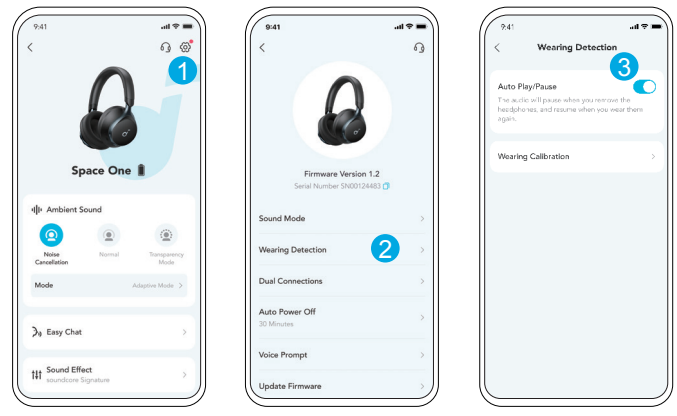 9:41
1
Space One
Ambient Sound
Noise
Cancellation
Normal
Transparency
Mode
Mode
Adaptive Mode
Easy Chat
Sound Effect
soundcore Signature
9:41
Firmware Version 1.2
Serial Number SN00124483
Sound Mode
Wearing Detection
2
Dual Connections
Auto Power Off
30 Minutes
Voice Prompt
Update Firmware
9:41
Wearing Detection
3
Auto Play/Pause
The audio will pause when you remove the
headphones, and resume when you wear them
again.
Wearing Calibration